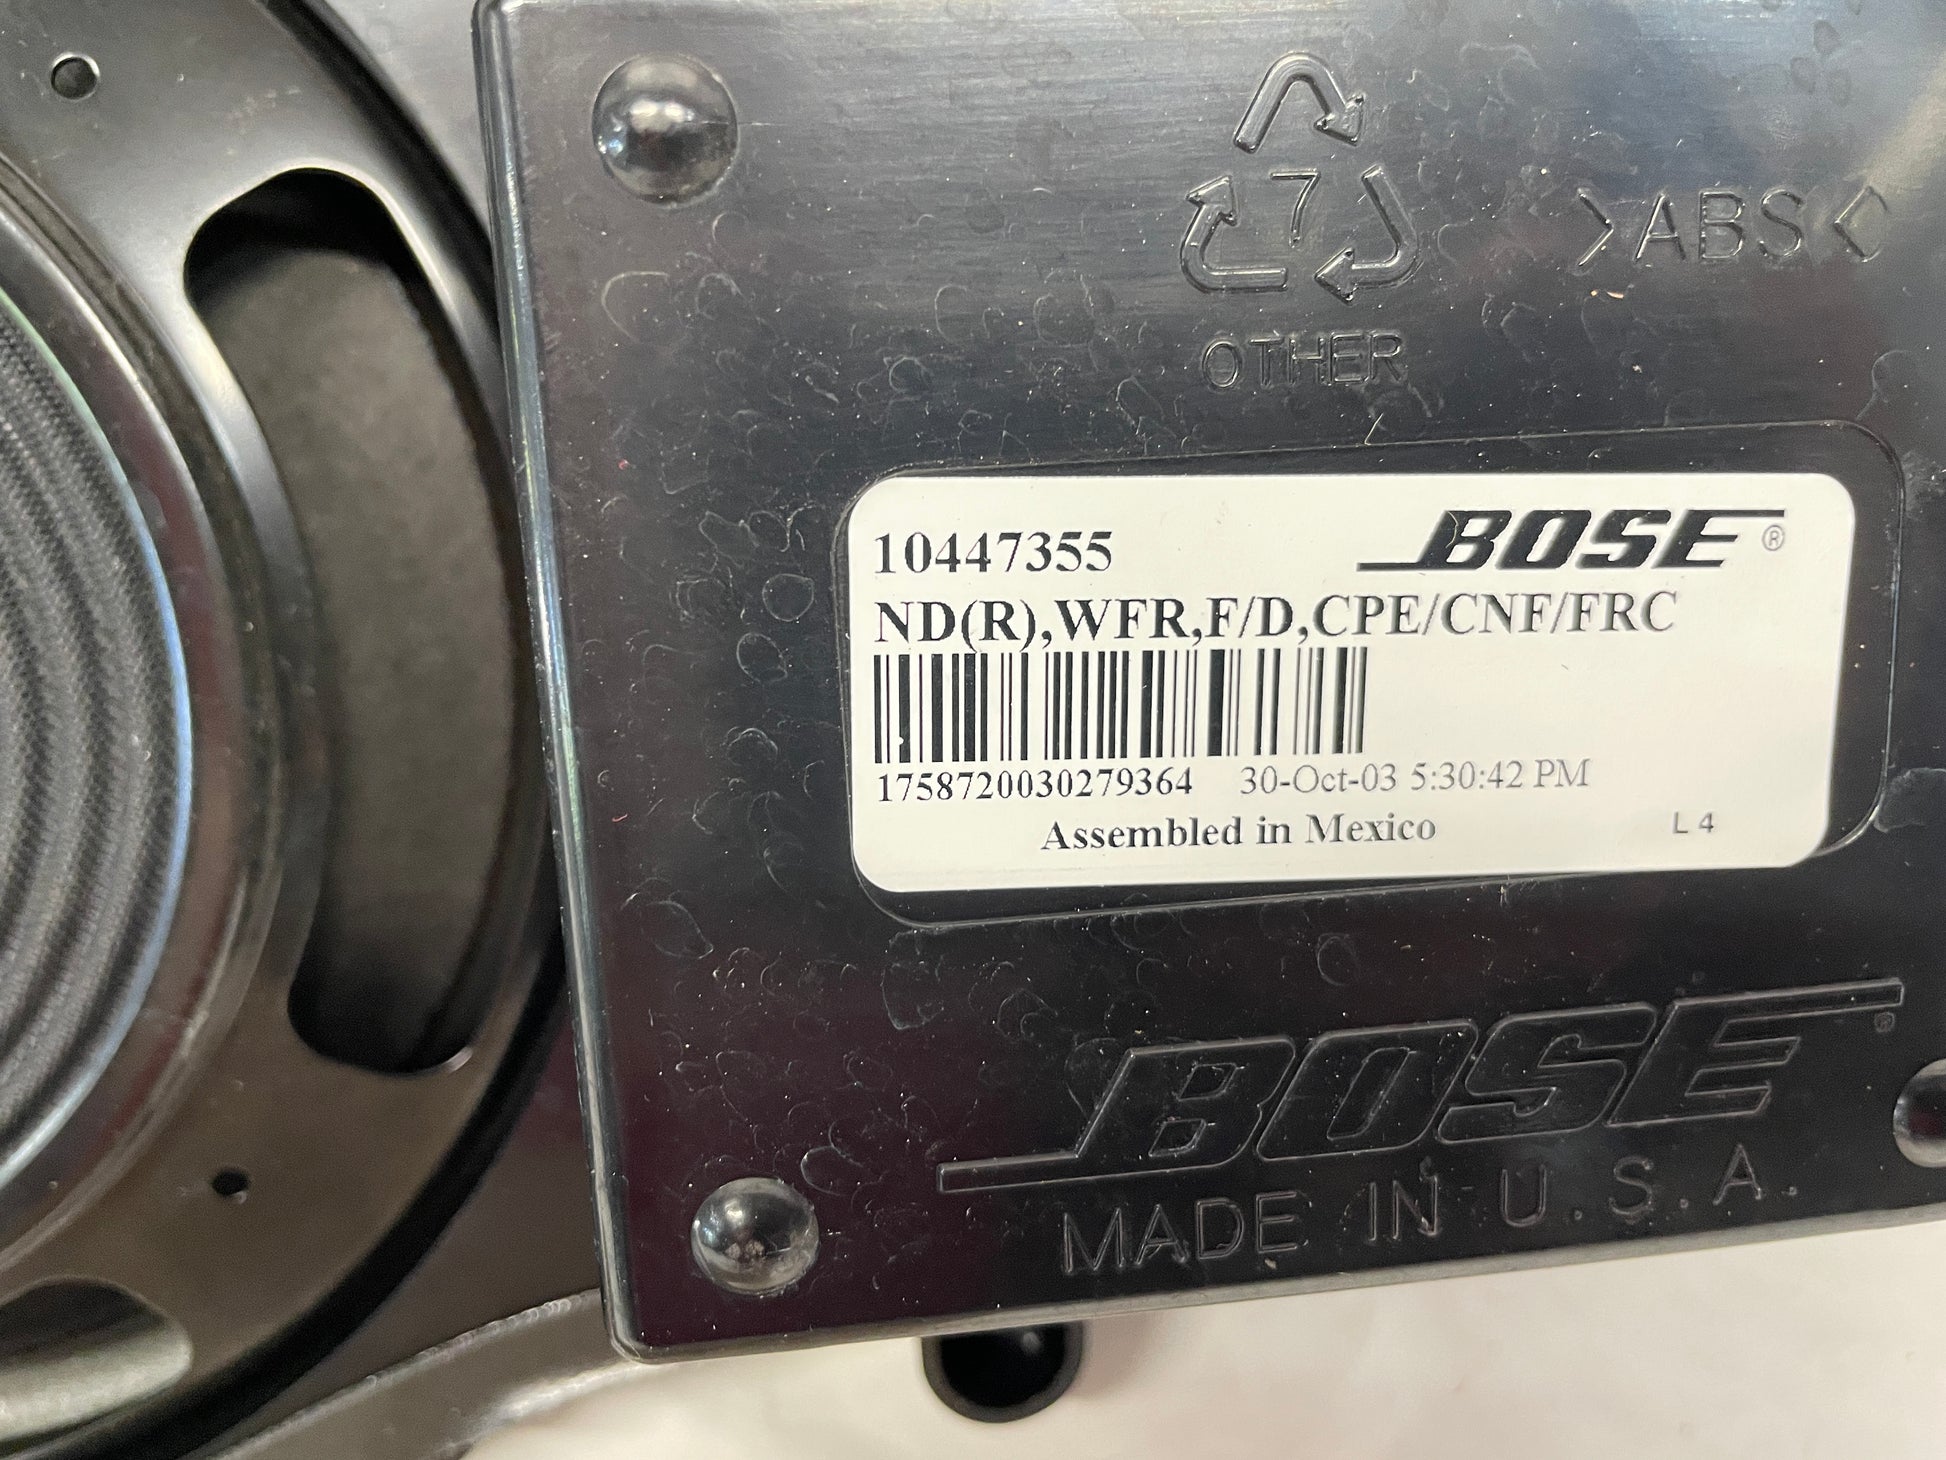 7
>ABS<
OTHER
10447355
BOSE®
ND(R),WFR,F/D,CPE/CNF/FRC
1758720030279364 30-Oct-03 5:30:42 PM
Assembled in Mexico
L 4
BOSE®
MADE IN U.S.A.